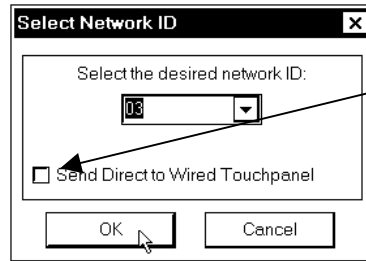 Select Network ID
Select the desired network ID:
03
Send Direct to Wired Touchpanel
OK Cancel